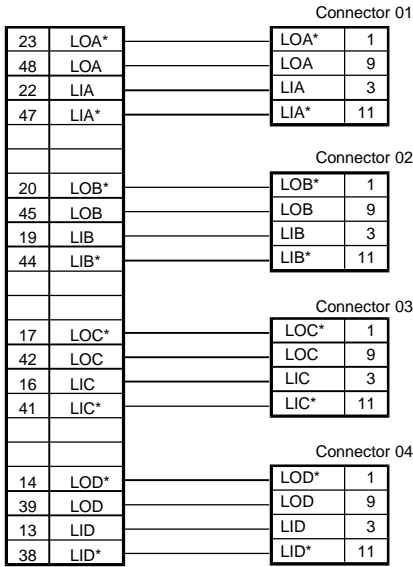 Connector 01
23 LOA* LOA* 1
48 LOA LOA 9
22 LIA LIA 3
47 LIA* LIA* 11
Connector 02
20 LOB* LOB* 1
45 LOB LOB 9
19 LIB LIB 3
44 LIB* LIB* 11
Connector 03
17 LOC* LOC* 1
42 LOC LOC 9
16 LIC LIC 3
41 LIC* LIC* 11
Connector 04
14 LOD* LOD* 1
39 LOD LOD 9
13 LID LID 3
38 LID* LID* 11